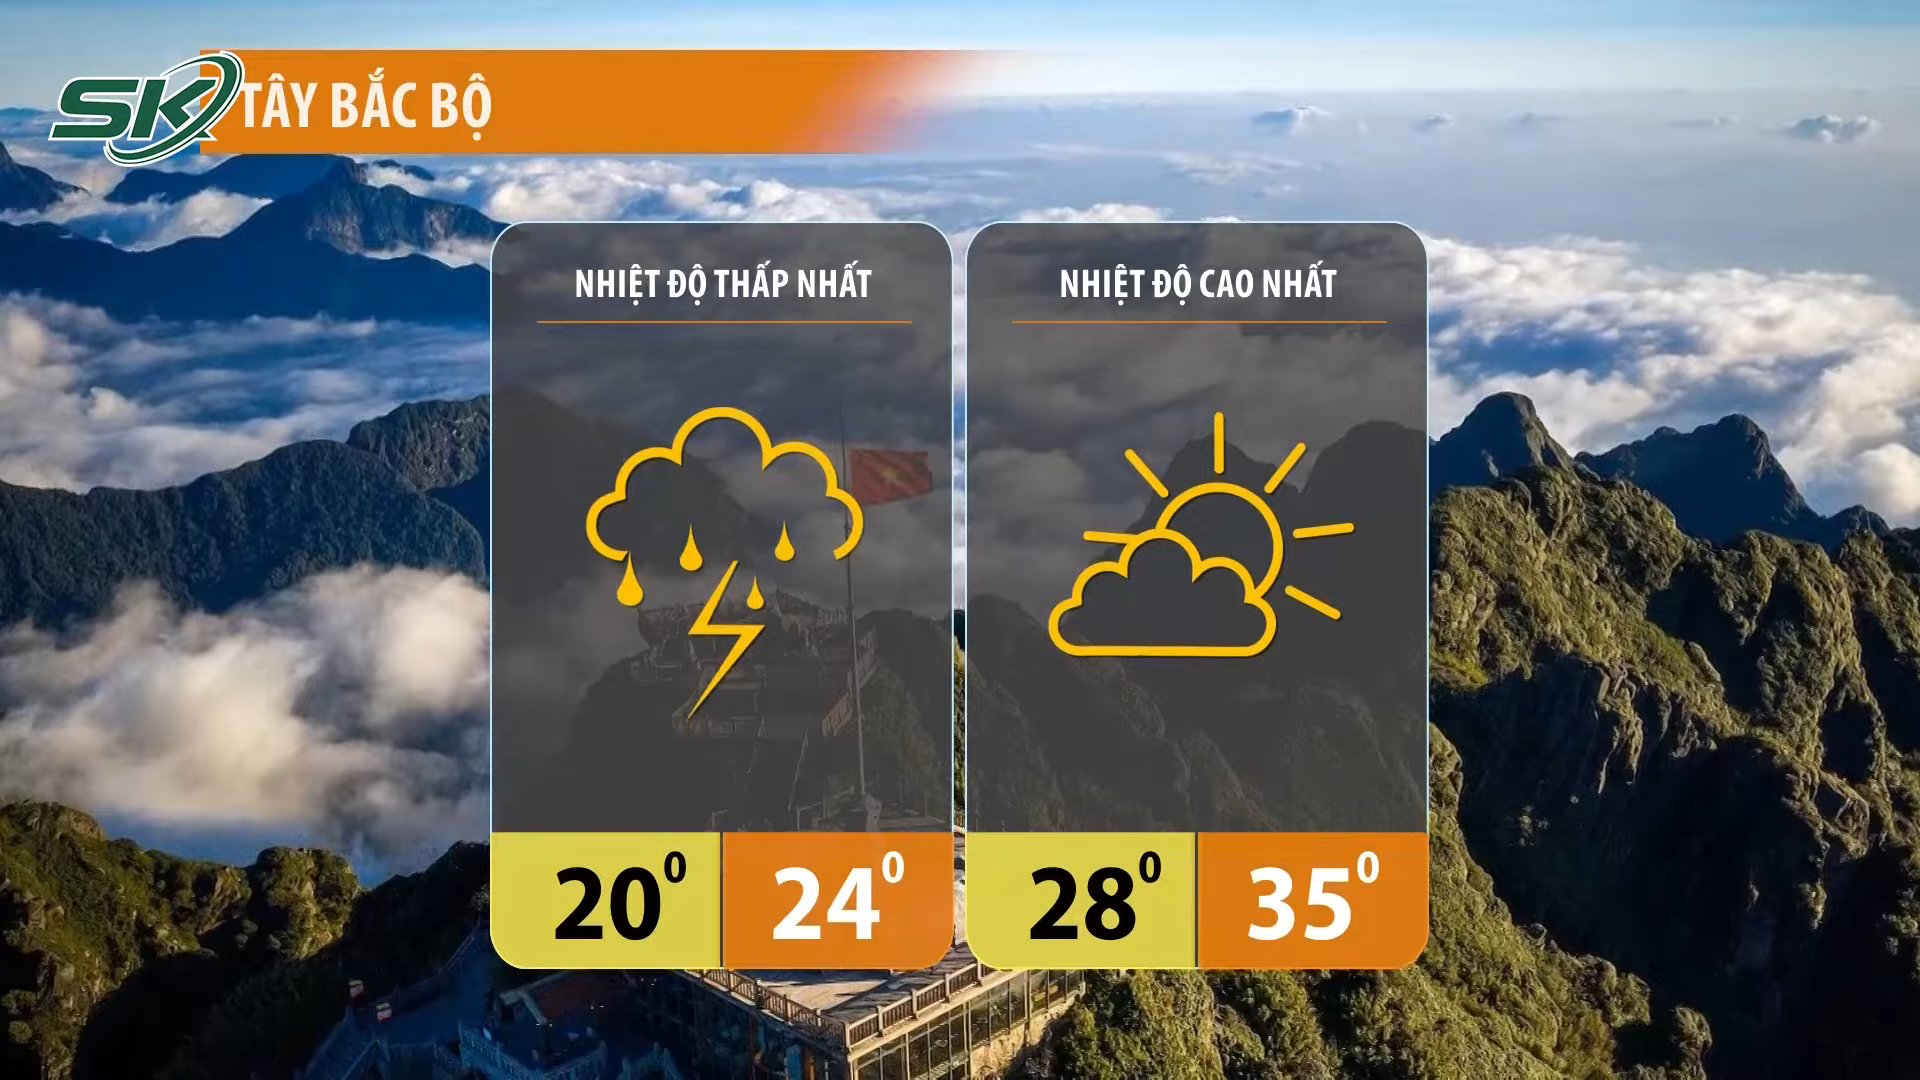 SK
TÂY BẮC BỘ
NHIỆT ĐỘ THẤP NHẤT
NHIỆT ĐỘ CAO NHẤT
20⁰ 24⁰
28⁰ 35⁰